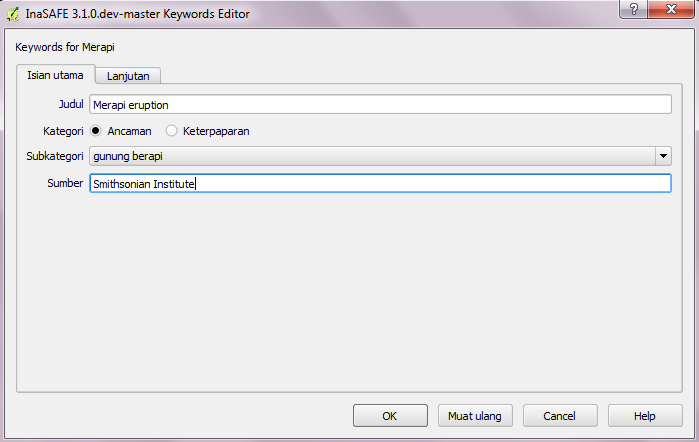 InaSAFE 3.1.0.dev-master Keywords Editor
Keywords for Merapi
Isian utama Lanjutan
Judul Merapi eruption
Kategori Ancaman Keterpaparan
Subkategori gunung berapi
Sumber Smithsonian Institute
OK Muat ulang Cancel Help